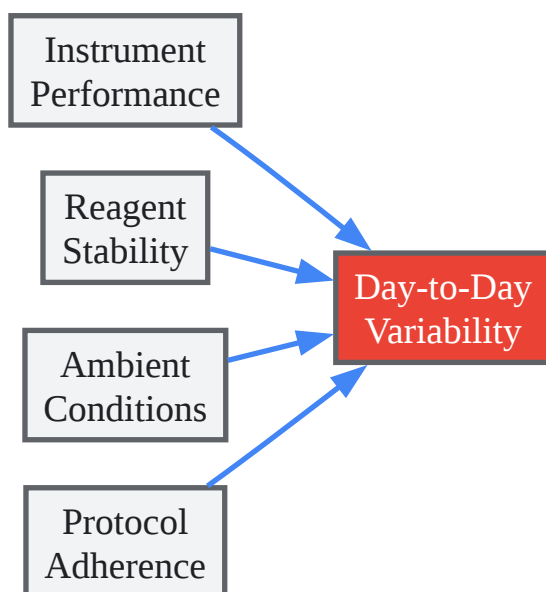 Instrument
Performance
Reagent
Stability
Day-to-Day
Variability
Ambient
Conditions
Protocol
Adherence